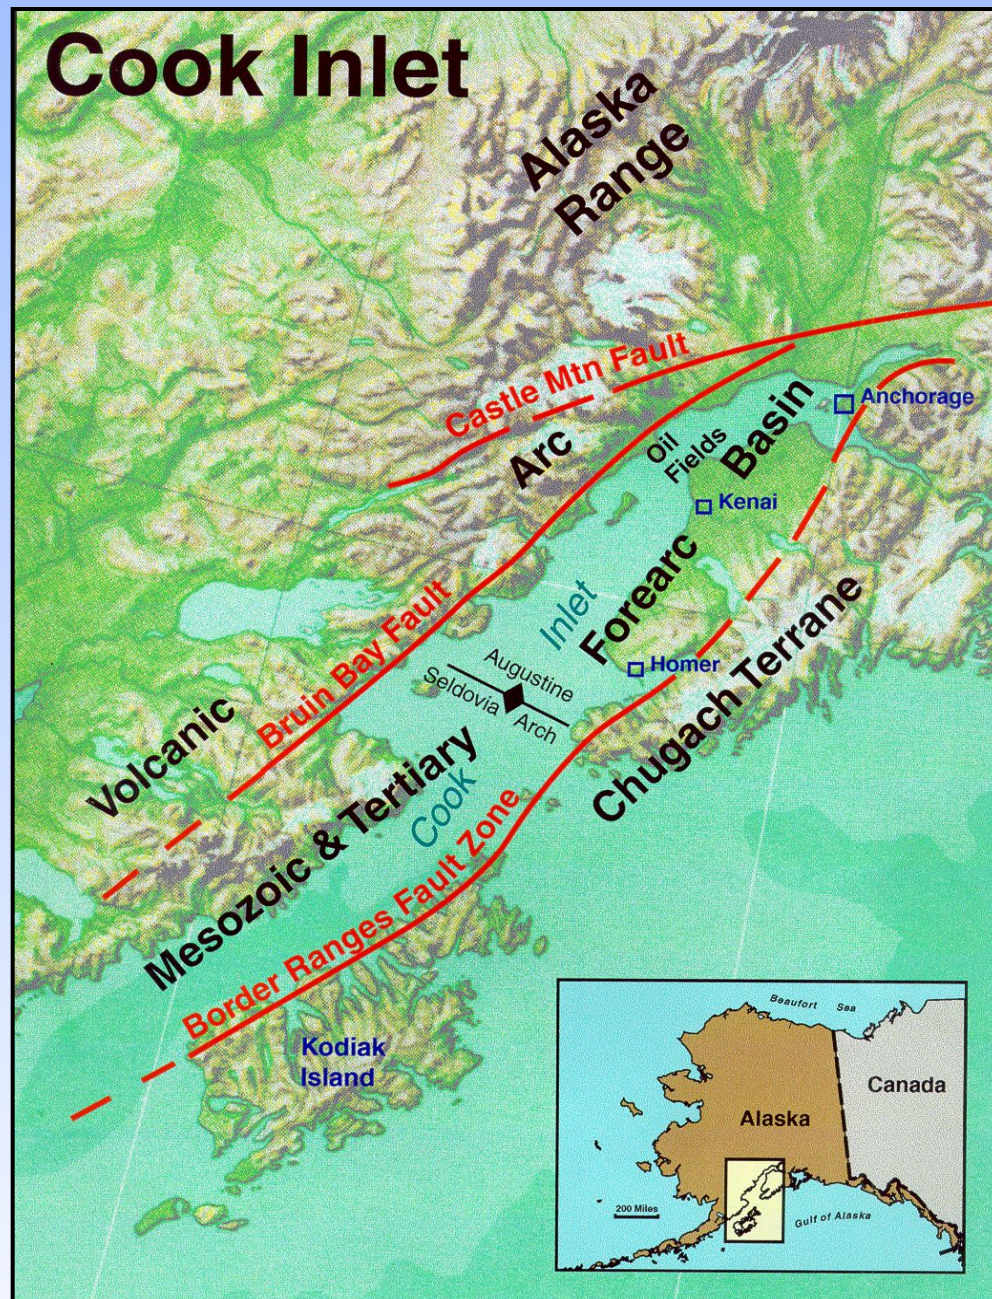 Cook Inlet
Alaska
Range
Castle Mtn Fault
Arc
Oil
Fields
Basin
Anchorage
Kenai
Forearc
Inlet
Homer
Bruin Bay Fault
Augustine
Seldovia
Arch
Chugach Terrane
Volcanic
Mesozoic & Tertiary
Cook
Border Ranges Fault Zone
Kodiak
Island
Beaufort Sea
Canada
Alaska
200 Miles
Gulf of Alaska